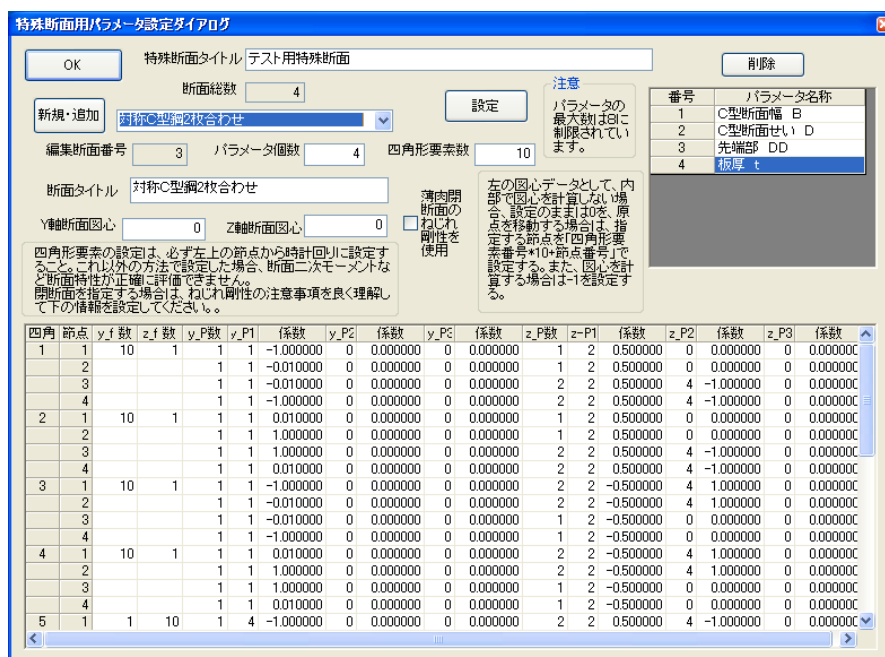 特殊断面用パラメータ設定ダイアログ
OK
特殊断面タイトル テスト用特殊断面
削除
断面総数 4
新規・追加
対称C型鋼2枚合わせ
設定
注意
パラメータの
最大数は8に
制限されてい
ます。
番号 パラメータ名称
1 C型断面幅 B
2 C型断面せい D
3 先端部 DD
4 板厚 t
編集断面番号 3 パラメータ個数 4 四角形要素数 10
断面タイトル 対称C型鋼2枚合わせ
Y軸断面図心 0 Z軸断面図心 0
薄肉閉
断面の
ねじれ
剛性を
使用
左の図心データとして、内
部で図心を計算しない場
合、設定のままは0を、原
点を移動する場合は、指
定する節点を「四角形要
素番号*10+節点番号」で
設定する。また、図心を計
算する場合は-1を設定す
る。
四角形要素の設定は、必ず左上の節点から時計回りに設定す
ること。これ以外の方法で設定した場合、断面二次モーメントな
ど断面特性が正確に評価できません。
閉断面を指定する場合は、ねじれ剛性の注意事項を良く理解し
て下の情報を設定してください。。
四角 節点 y_f 数 z_f 数 y_P数 y_P1 係数 y_P2 係数 y_P3 係数 z_P数 z-P1 係数 z_P2 係数 z_P3 係数
1 1 10 1 1 1 -1.000000 0 0.000000 0 0.000000 1 2 0.500000 0 0.000000 0 0.000000
2 1 1 -0.010000 0 0.000000 0 0.000000 1 2 0.500000 0 0.000000 0 0.000000
3 1 1 -0.010000 0 0.000000 0 0.000000 2 2 0.500000 4 -1.000000 0 0.000000
4 1 1 -1.000000 0 0.000000 0 0.000000 2 2 0.500000 4 -1.000000 0 0.000000
2 1 10 1 1 1 0.010000 0 0.000000 0 0.000000 1 2 0.500000 0 0.000000 0 0.000000
2 1 1 1.000000 0 0.000000 0 0.000000 1 2 0.500000 0 0.000000 0 0.000000
3 1 1 1.000000 0 0.000000 0 0.000000 2 2 0.500000 4 -1.000000 0 0.000000
4 1 1 0.010000 0 0.000000 0 0.000000 2 2 0.500000 4 -1.000000 0 0.000000
3 1 10 1 1 1 -1.000000 0 0.000000 0 0.000000 2 2 -0.500000 4 1.000000 0 0.000000
2 1 1 -0.010000 0 0.000000 0 0.000000 2 2 -0.500000 4 1.000000 0 0.000000
3 1 1 -0.010000 0 0.000000 0 0.000000 1 2 -0.500000 0 0.000000 0 0.000000
4 1 1 -1.000000 0 0.000000 0 0.000000 1 2 -0.500000 0 0.000000 0 0.000000
4 1 10 1 1 1 0.010000 0 0.000000 0 0.000000 2 2 -0.500000 4 1.000000 0 0.000000
2 1 1 1.000000 0 0.000000 0 0.000000 2 2 -0.500000 4 1.000000 0 0.000000
3 1 1 1.000000 0 0.000000 0 0.000000 1 2 -0.500000 0 0.000000 0 0.000000
4 1 1 0.010000 0 0.000000 0 0.000000 1 2 -0.500000 0 0.000000 0 0.000000
5 1 1 10 1 4 -1.000000 0 0.000000 0 0.000000 2 2 0.500000 4 -1.000000 0 0.000000